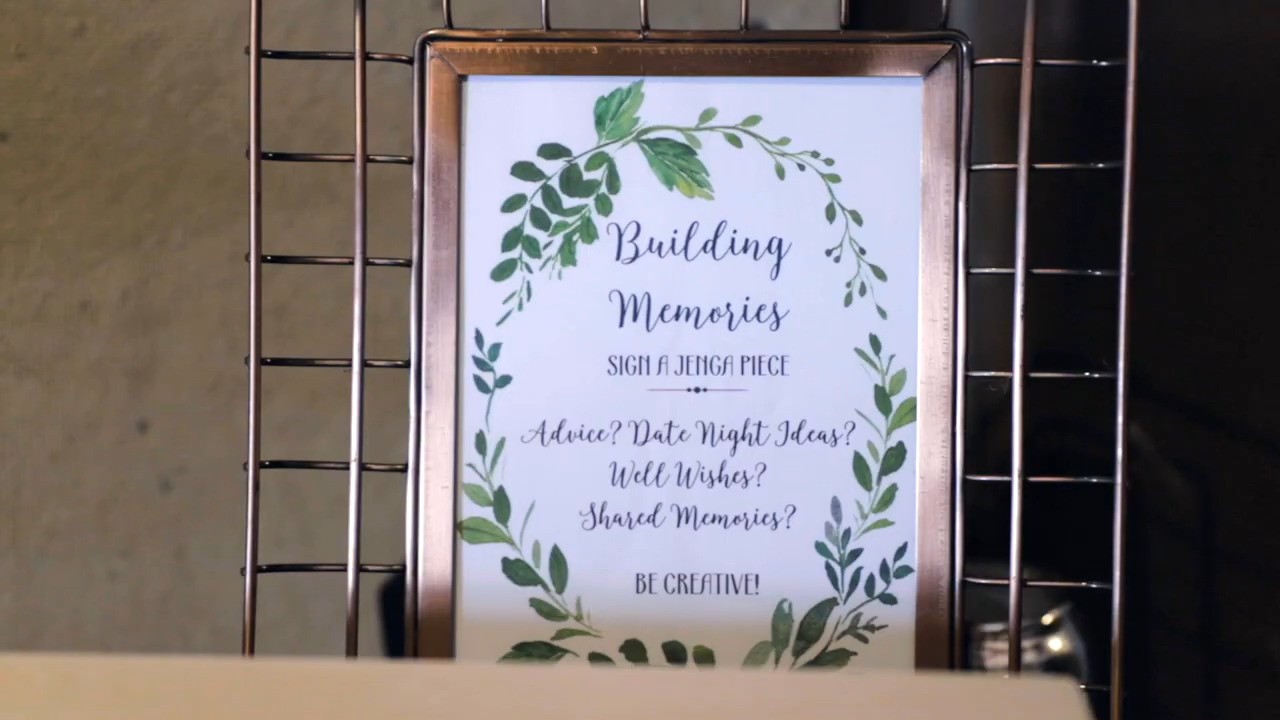 Building
Memories
SIGN A JENGA PIECE
Advice? Date Night Ideas?
Well Wishes?
Shared Memories?
BE CREATIVE!